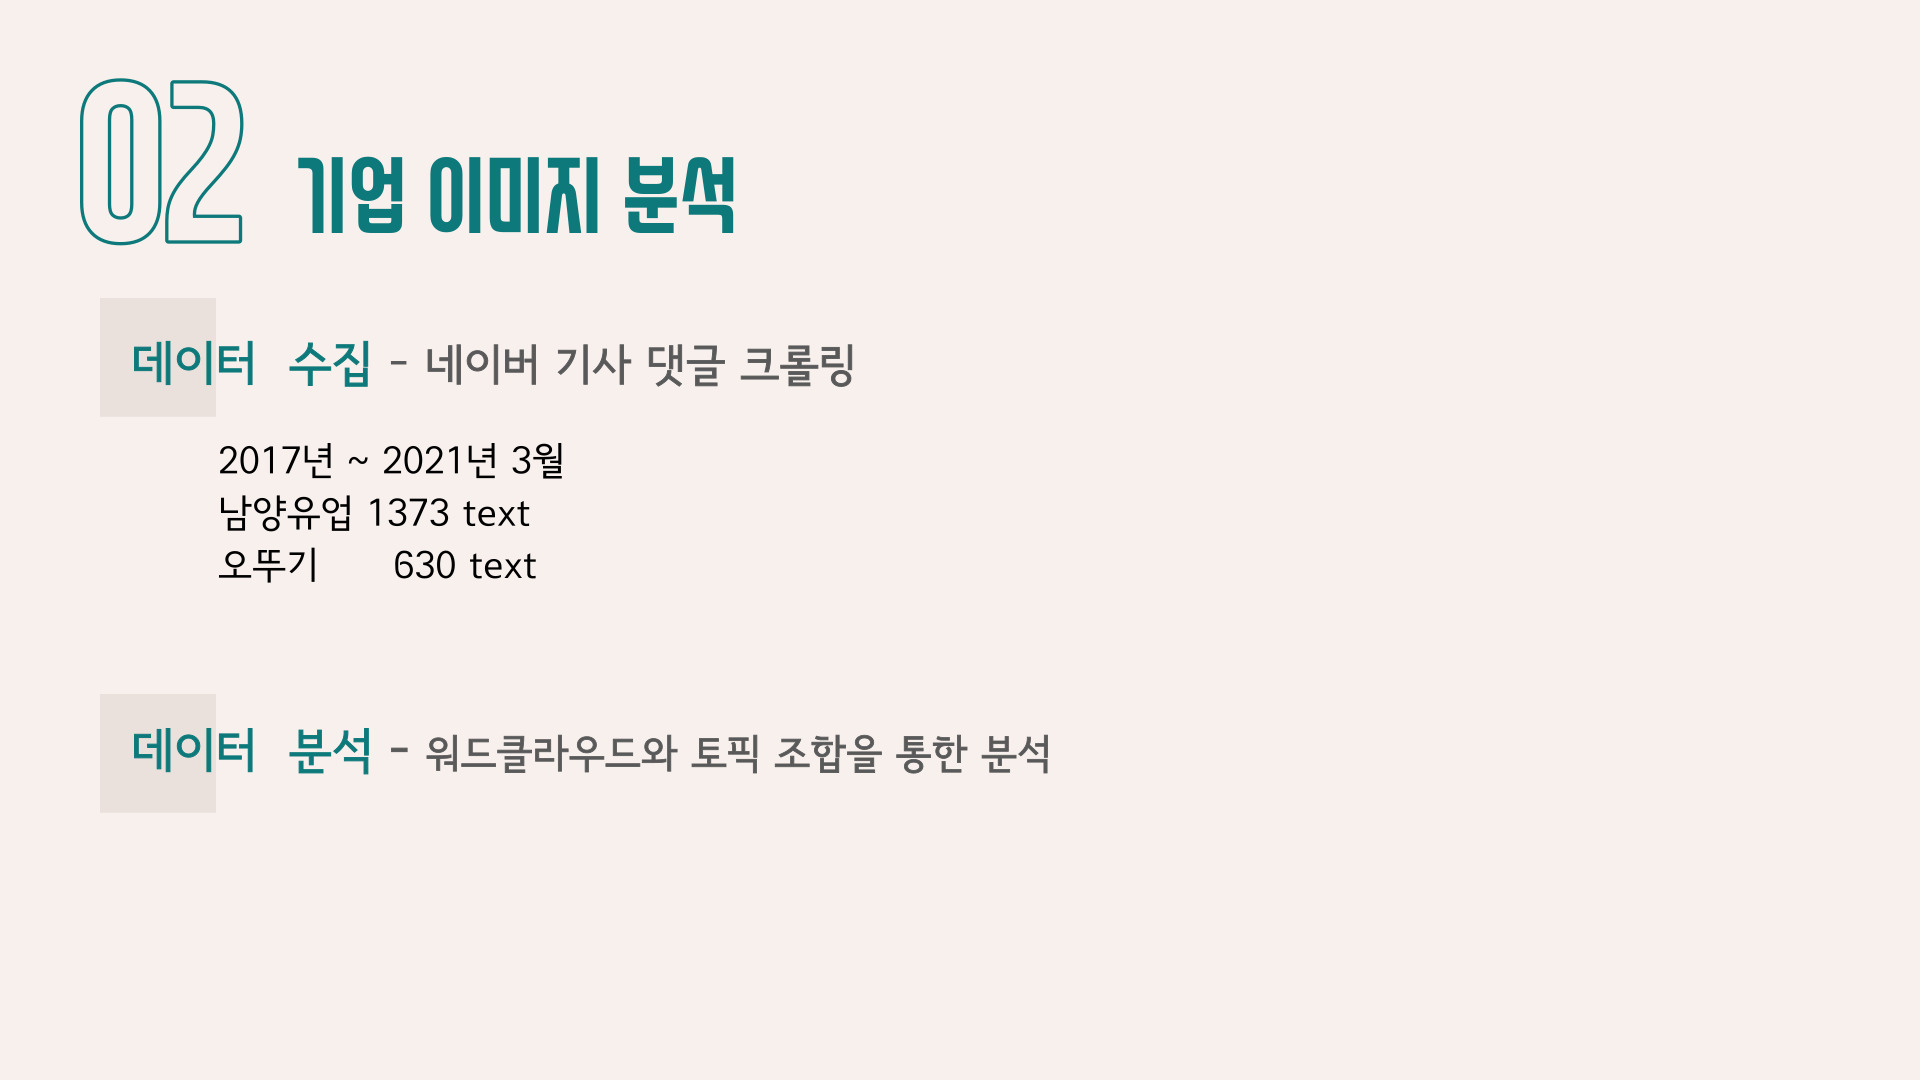 02 기업 이미지 분석
데이터 수집 - 네이버 기사 댓글 크롤링
2017년 ~ 2021년 3월
남양유업 1373 text
오뚜기 630 text
데이터 분석 - 워드클라우드와 토픽 조합을 통한 분석